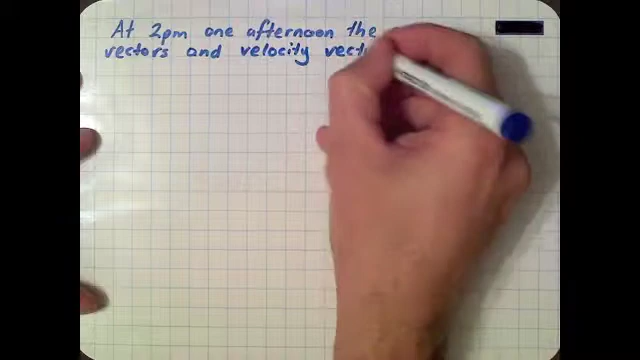 At 2pm one afternoon the
vectors and velocity